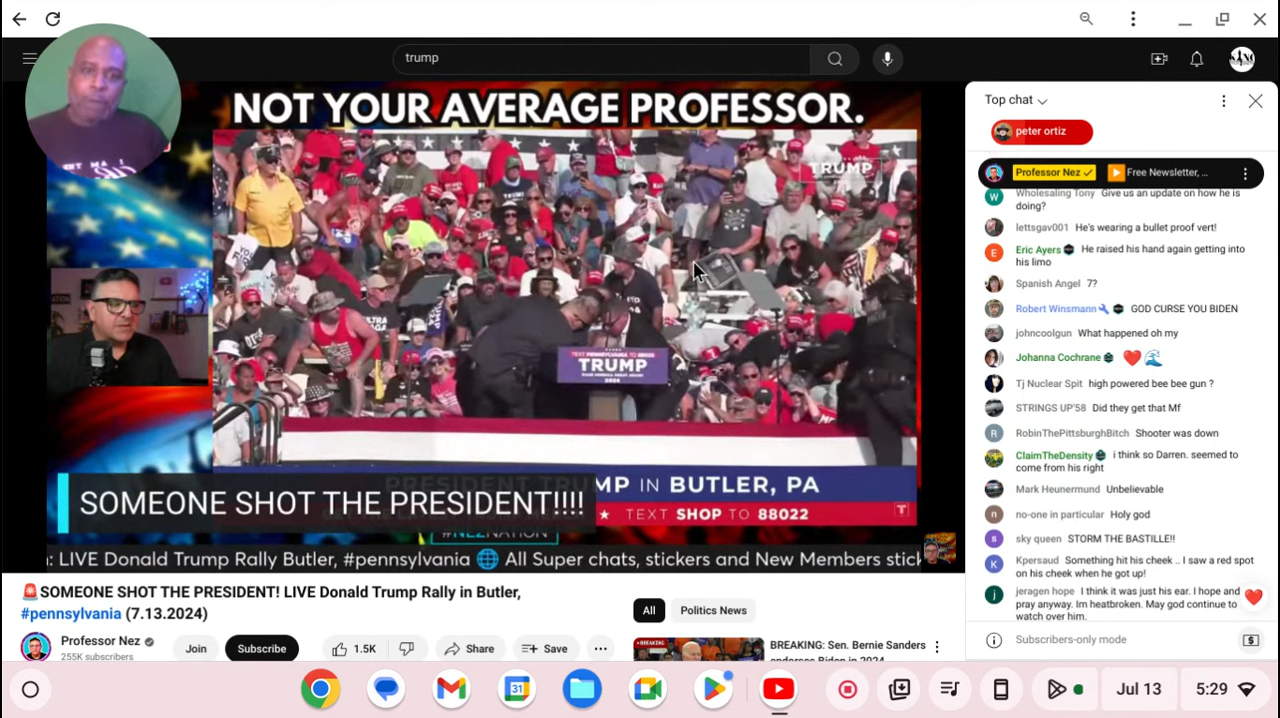 trump
NOT YOUR AVERAGE PROFESSOR.
TRUMP
TEXT PENNSYLVANIA TO 88022
TRUMP
MP IN BUTLER, PA
SOMEONE SHOT THE PRESIDENT!!!!
★ TEXT SHOP TO 88022
#NEZNATION
: LIVE Donald Trump Rally Butler, #pennsylvania 🌐 All Super chats, stickers and New Members stick
🚨SOMEONE SHOT THE PRESIDENT! LIVE Donald Trump Rally in Butler,
#pennsylvania (7.13.2024)
Professor Nez
255K subscribers
Join
Subscribe
1.5K
Share
Save
All
Politics News
BREAKING: Sen. Bernie Sanders
endorses Biden in 2024
Top chat
peter ortiz
Professor Nez
Free Newsletter, ...
Wholesaling Tony Give us an update on how he is
doing?
lettsgav001 He's wearing a bullet proof vert!
Eric Ayers He raised his hand again getting into
his limo
Spanish Angel 7?
Robert Winsmann GOD CURSE YOU BIDEN
johncoolgun What happened oh my
Johanna Cochrane ❤️🌊
Tj Nuclear Spit high powered bee bee gun ?
STRINGS UP'58 Did they get that Mf
RobinThePittsburghBitch Shooter was down
ClaimTheDensity i think so Darren. seemed to
come from his right
Mark Heunermund Unbelievable
no-one in particular Holy god
sky queen STORM THE BASTILLE!!
Kpersaud Something hit his cheek .. I saw a red spot
on his cheek when he got up!
jeragen hope I think it was just his ear. I hope and
pray anyway. Im heatbroken. May god continue to
watch over him.
Subscribers-only mode
Jul 13
5:29